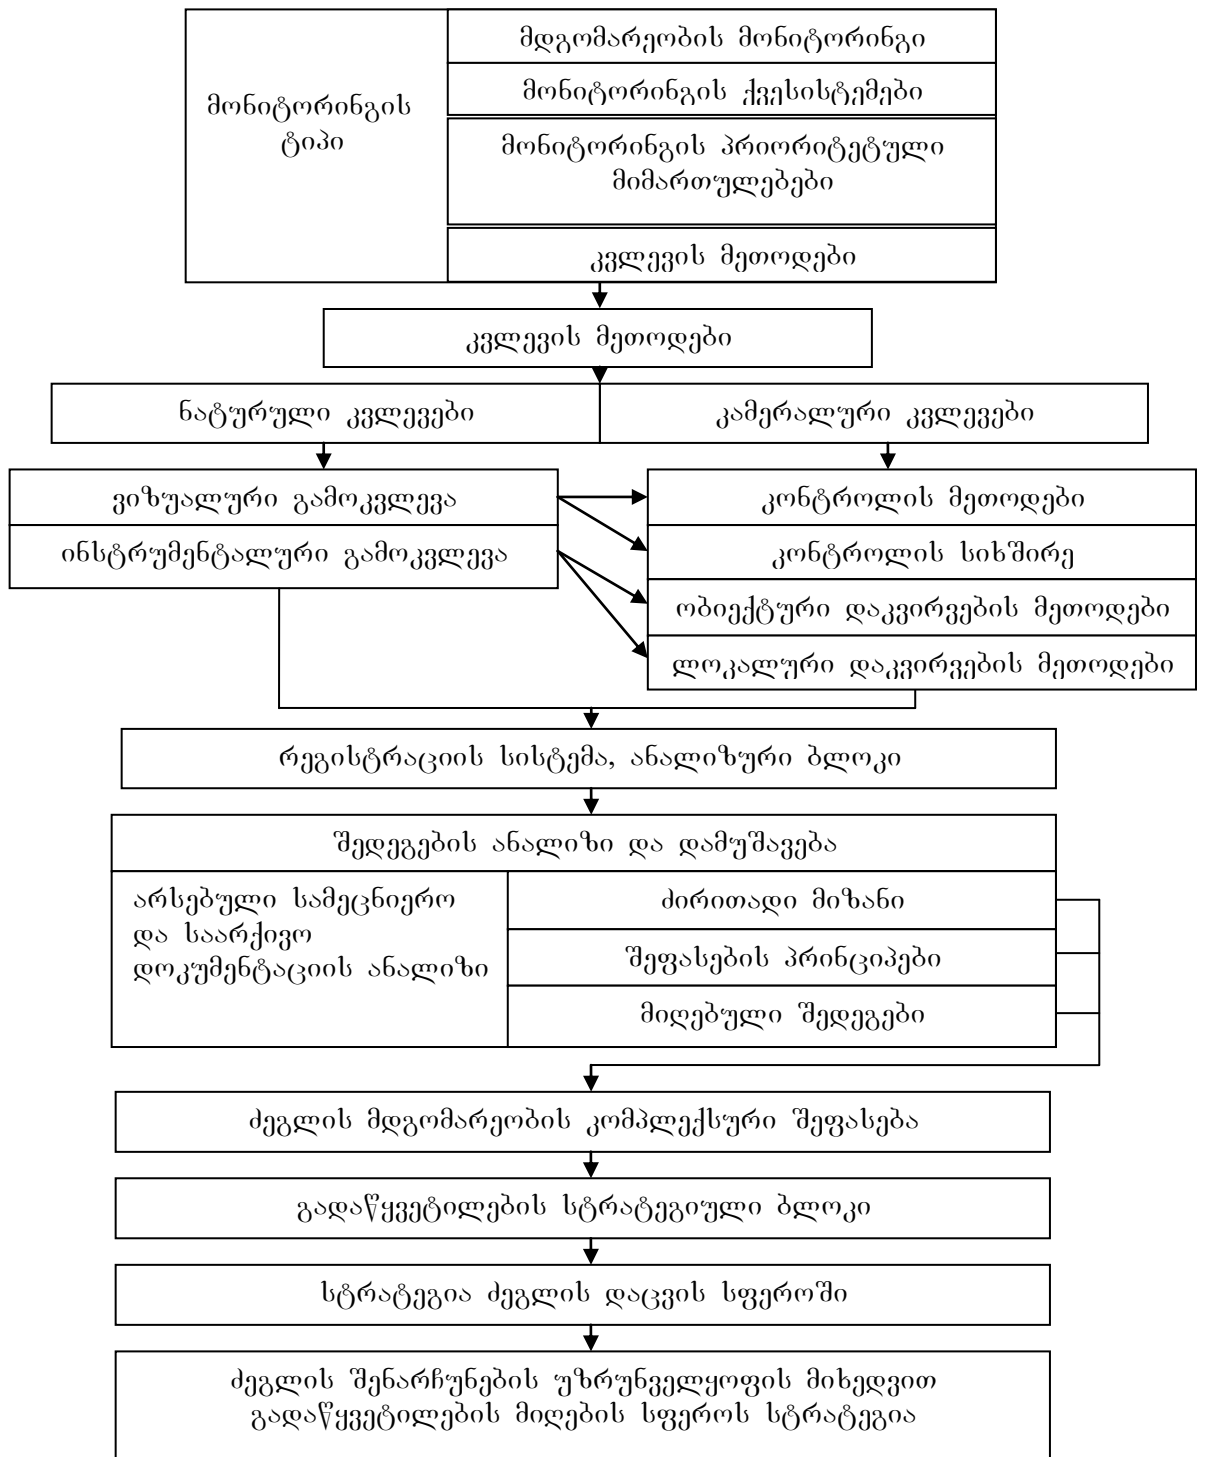 მონიტორინგის
ტიპი
მდგომარეობის მონიტორინგი
მონიტორინგის ქვესისტემები
მონიტორინგის პრიორიტეტული
მიმართულებები
კვლევის მეთოდები
კვლევის მეთოდები
ნატურული კვლევები
კამერალური კვლევები
ვიზუალური გამოკვლევა
ინსტრუმენტალური გამოკვლევა
კონტროლის მეთოდები
კონტროლის სიხშირე
ობიექტური დაკვირვების მეთოდები
ლოკალური დაკვირვების მეთოდები
რეგისტრაციის სისტემა, ანალიზური ბლოკი
შედეგების ანალიზი და დამუშავება
არსებული სამეცნიერო
და საარქივო
დოკუმენტაციის ანალიზი
ძირითადი მიზანი
შეფასების პრინციპები
მიღებული შედეგები
ძეგლის მდგომარეობის კომპლექსური შეფასება
გადაწყვეტილების სტრატეგიული ბლოკი
სტრატეგია ძეგლის დაცვის სფეროში
ძეგლის შენარჩუნების უზრუნველყოფის მიხედვით
გადაწყვეტილების მიღების სფეროს სტრატეგია